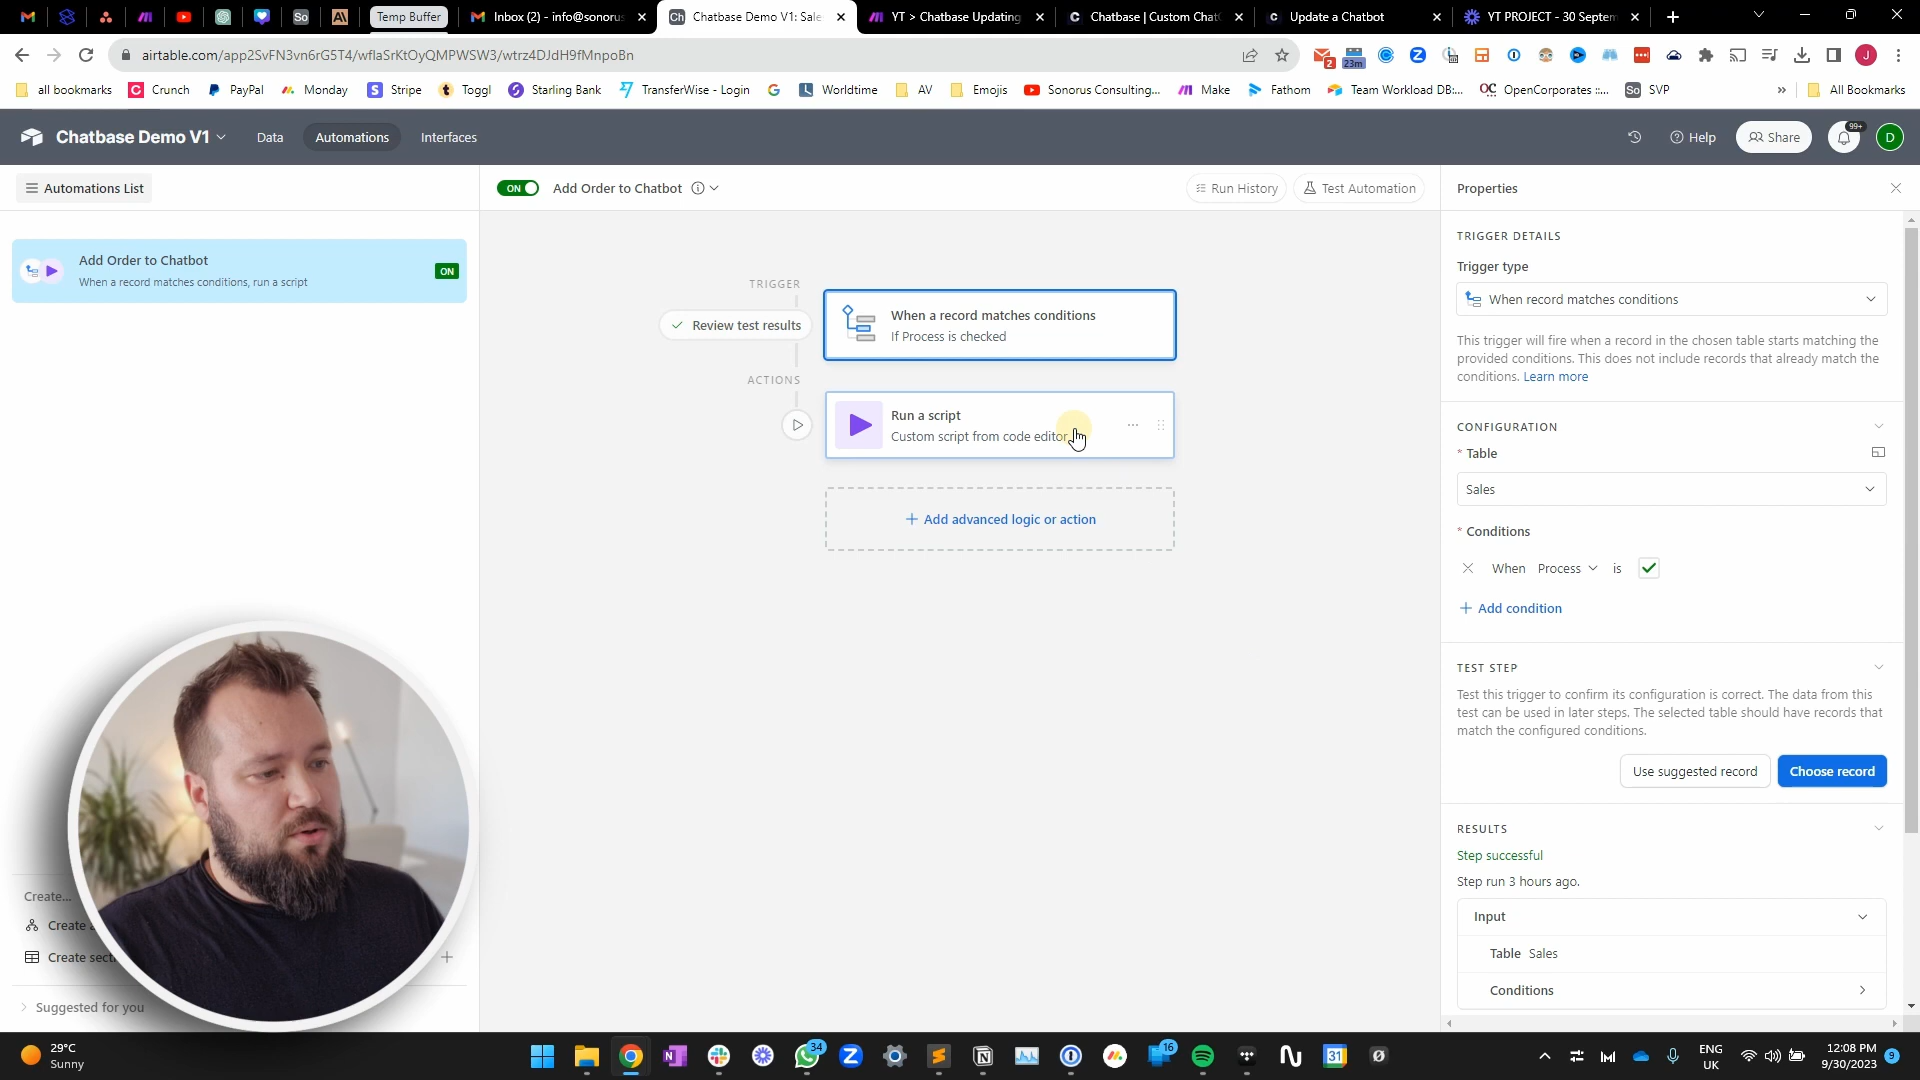 Temp Buffer
Inbox (2) - info@sonorus
Chatbase Demo V1: Sale
YT > Chatbase Updating
Chatbase | Custom Chat
Update a Chatbot
YT PROJECT - 30 Septem
airtable.com/app2SvFN3vn6rG5T4/wflaSrKtOyQMPWSW3/wtrz4DJdH9fMnpoBn
2
23m
J
all bookmarks
Crunch
PayPal
Monday
Stripe
Toggl
Starling Bank
TransferWise - Login
Worldtime
AV
Emojis
Sonorus Consulting...
Make
Fathom
Team Workload DB:...
OpenCorporates ::...
SVP
»
All Bookmarks
Chatbase Demo V1
Data
Automations
Interfaces
Help
Share
99+
D
Automations List
ON
Add Order to Chatbot
Run History
Test Automation
Properties
Add Order to Chatbot
When a record matches conditions, run a script
ON
TRIGGER
Review test results
When a record matches conditions
If Process is checked
ACTIONS
Run a script
Custom script from code editor
+ Add advanced logic or action
TRIGGER DETAILS
Trigger type
When record matches conditions
This trigger will fire when a record in the chosen table starts matching the
provided conditions. This does not include records that already match the
conditions. Learn more
CONFIGURATION
* Table
Sales
* Conditions
When Process is
+ Add condition
TEST STEP
Test this trigger to confirm its configuration is correct. The data from this
test can be used in later steps. The selected table should have records that
match the configured conditions.
Use suggested record
Choose record
RESULTS
Step successful
Step run 3 hours ago.
Input
Table Sales
Conditions
Create...
Create
Create sect
Suggested for you
29°C
Sunny
34
16
31
ENG
UK
12:08 PM
9/30/2023
9